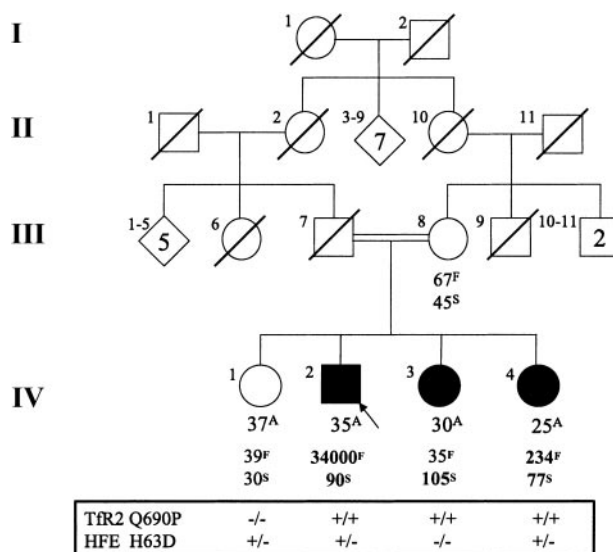 I 1 2
II 1 2 3-9 7 10 11
III 1-5 5 6 7 8 9 10-11 2
67F
45S
IV 1 2 3 4
37A 35A 30A 25A
39F 34000F 35F 234F
30S 90S 105S 77S
TfR2 Q690P -/- +/+ +/+ +/+
HFE H63D +/- +/- -/- +/-